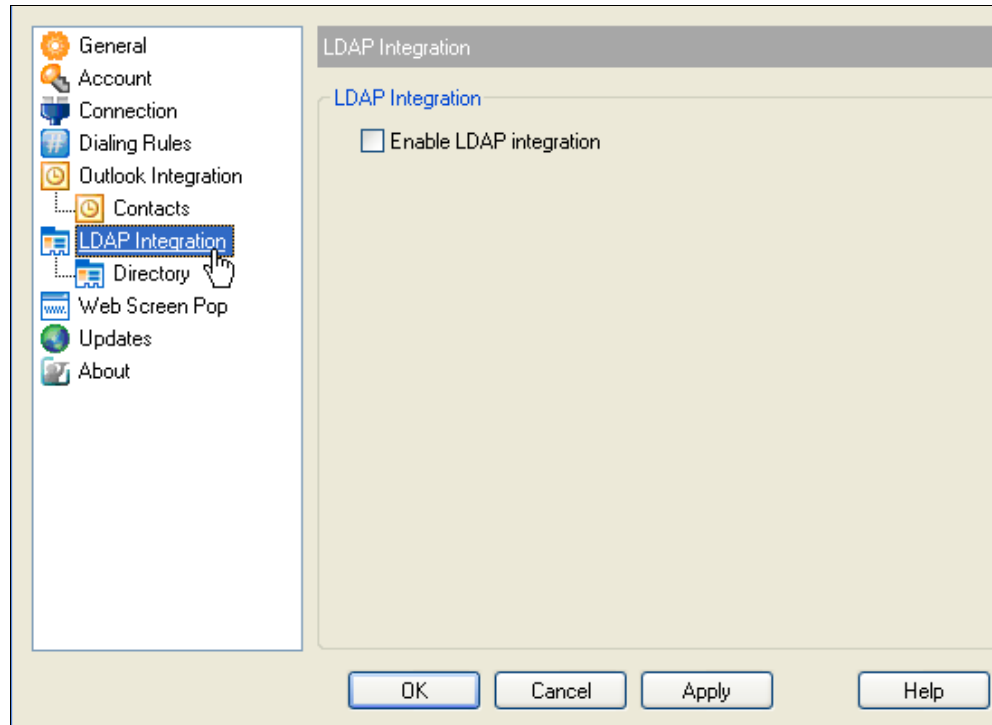 General
Account
Connection
# Dialing Rules
Outlook Integration
Contacts
LDAP Integration
Directory
www. Web Screen Pop
Updates
About
LDAP Integration
LDAP Integration
Enable LDAP integration
OK Cancel Apply Help